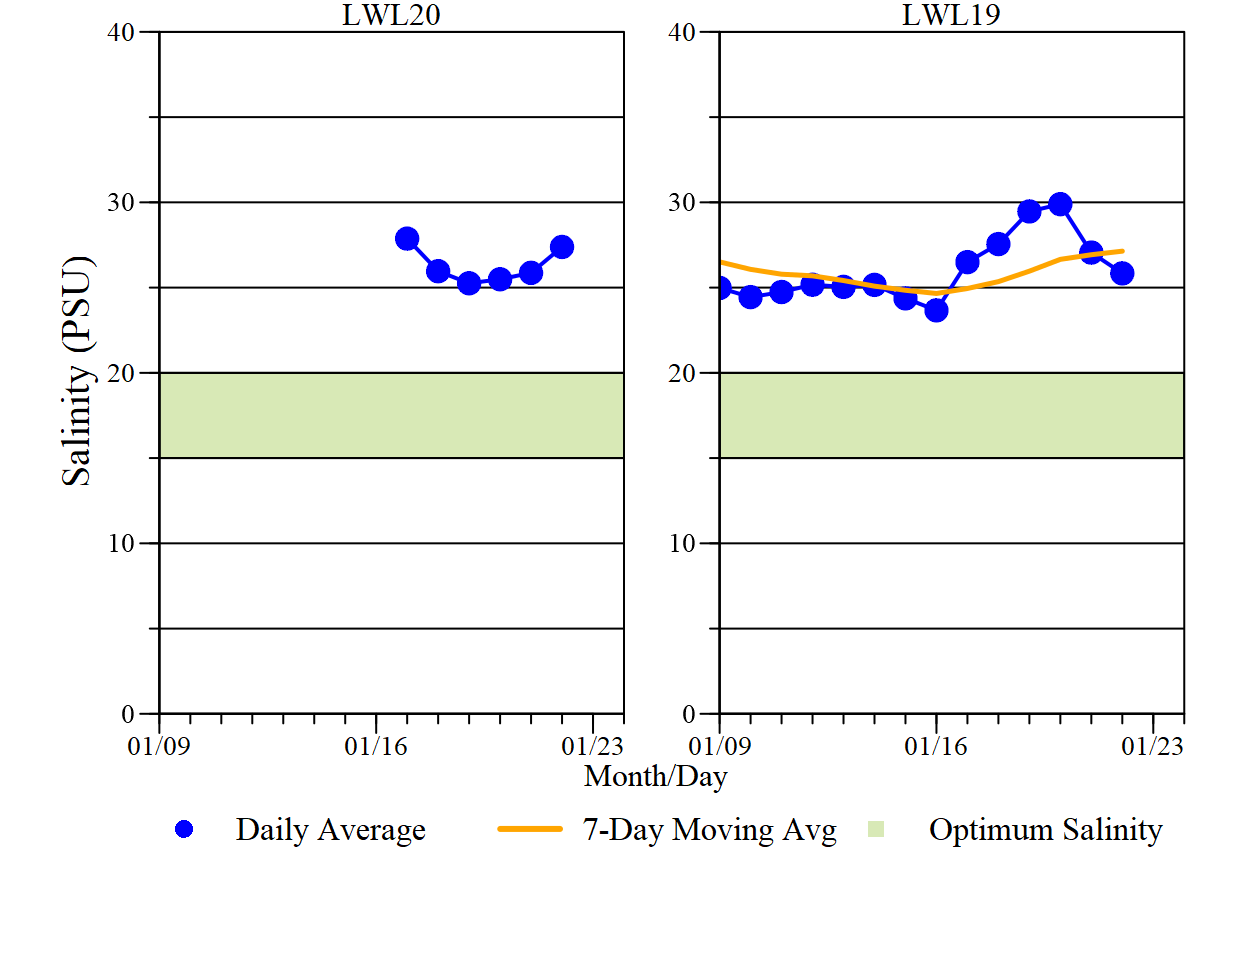 LWL20
LWL19
40
30
20
10
0
40
30
20
10
0
Salinity (PSU)
01/09
01/16
01/23
01/09
01/16
01/23
Month/Day
Daily Average
7-Day Moving Avg
Optimum Salinity